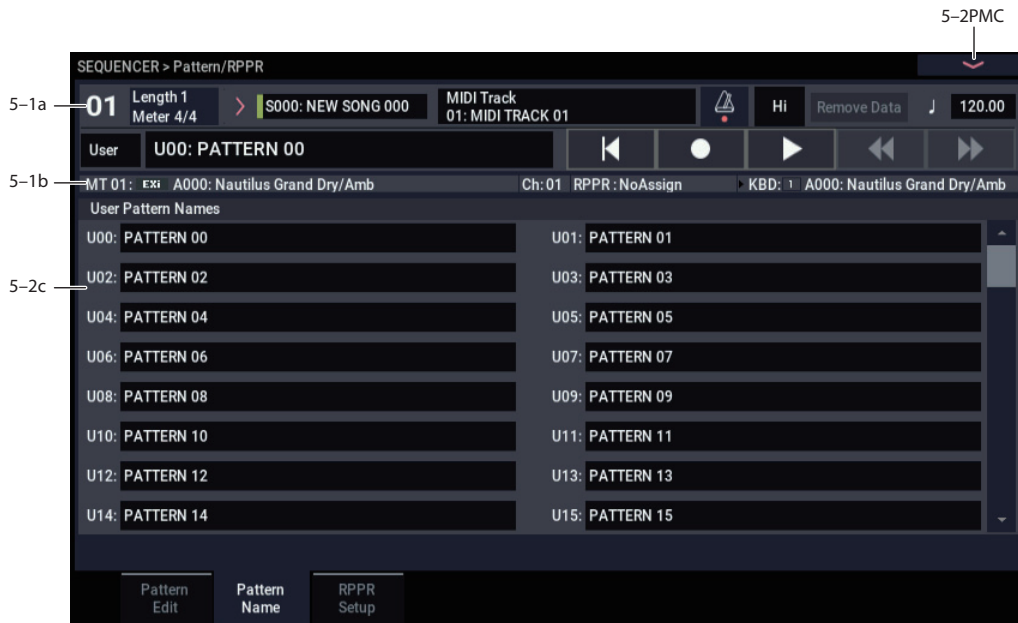 5–2PMC
SEQUENCER > Pattern/RPPR
5–1a
01
Length 1
Meter 4/4
S000: NEW SONG 000
MIDI Track
01: MIDI TRACK 01
Hi
Remove Data
♩
120.00
User
U00: PATTERN 00
5–1b
MT 01: EXi A000: Nautilus Grand Dry/Amb
Ch: 01 RPPR : NoAssign
KBD: 1 A000: Nautilus Grand Dry/Amb
User Pattern Names
U00: PATTERN 00
U01: PATTERN 01
5–2c
U02: PATTERN 02
U03: PATTERN 03
U04: PATTERN 04
U05: PATTERN 05
U06: PATTERN 06
U07: PATTERN 07
U08: PATTERN 08
U09: PATTERN 09
U10: PATTERN 10
U11: PATTERN 11
U12: PATTERN 12
U13: PATTERN 13
U14: PATTERN 14
U15: PATTERN 15
Pattern
Edit
Pattern
Name
RPPR
Setup